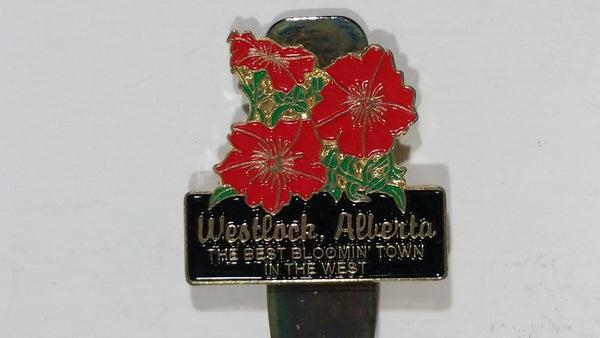 Westlock, Alberta
THE BEST BLOOMIN' TOWN
IN THE WEST